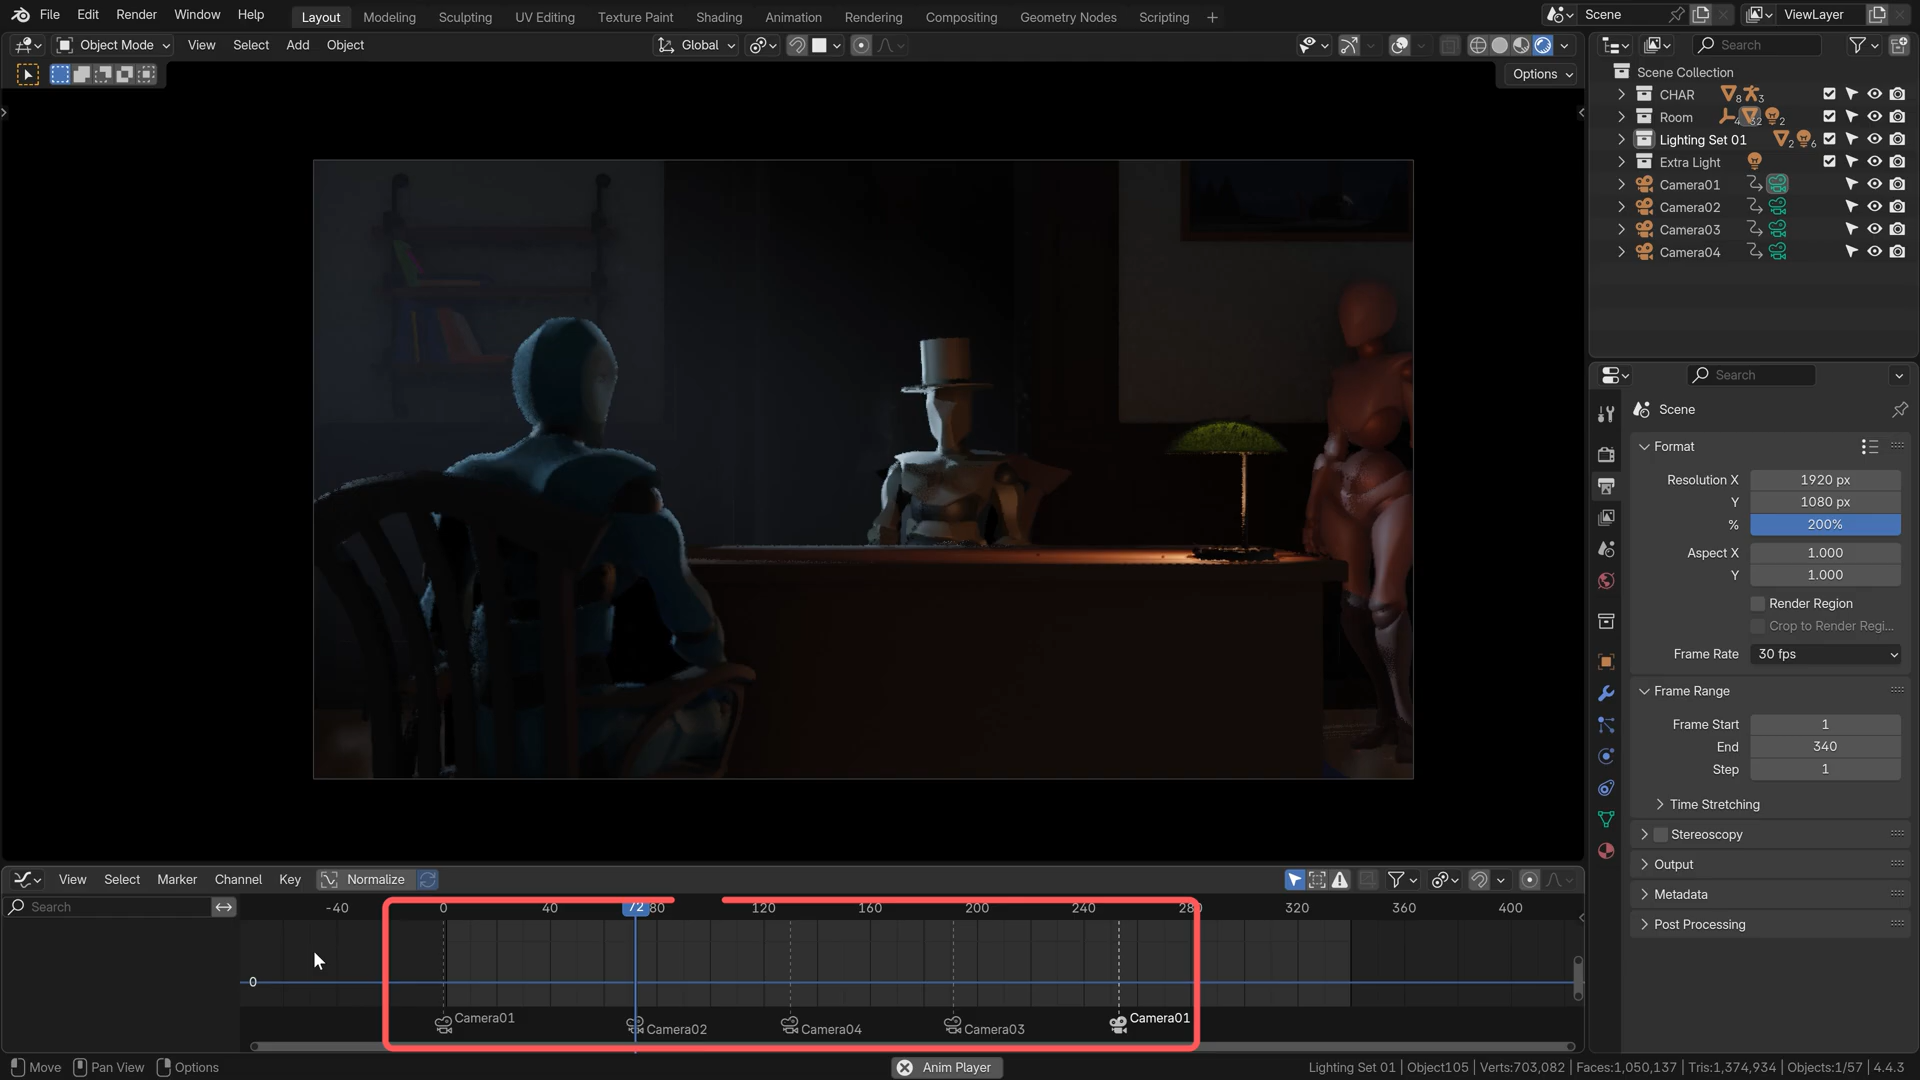 File Edit Render Window Help Layout Modeling Sculpting UV Editing Texture Paint Shading Animation Rendering Compositing Geometry Nodes Scripting + Scene ViewLayer
Object Mode View Select Add Object Global Search
Options
Scene Collection
CHAR 8 3
Room 4 32 2
Lighting Set 01 2 6
Extra Light
Camera01
Camera02
Camera03
Camera04
Search
Scene
Format
Resolution X 1920 px
Y 1080 px
% 200%
Aspect X 1.000
Y 1.000
Render Region
Crop to Render Regi...
Frame Rate 30 fps
Frame Range
Frame Start 1
End 340
Step 1
Time Stretching
Stereoscopy
Output
Metadata
Post Processing
View Select Marker Channel Key Normalize
Search -40 0 40 72 80 120 160 200 240 280 320 360 400
0
Camera01 Camera02 Camera04 Camera03 Camera01
Move Pan View Options Anim Player Lighting Set 01 | Object105 | Verts:703,082 | Faces:1,050,137 | Tris:1,374,934 | Objects:1/57 | 4.4.3